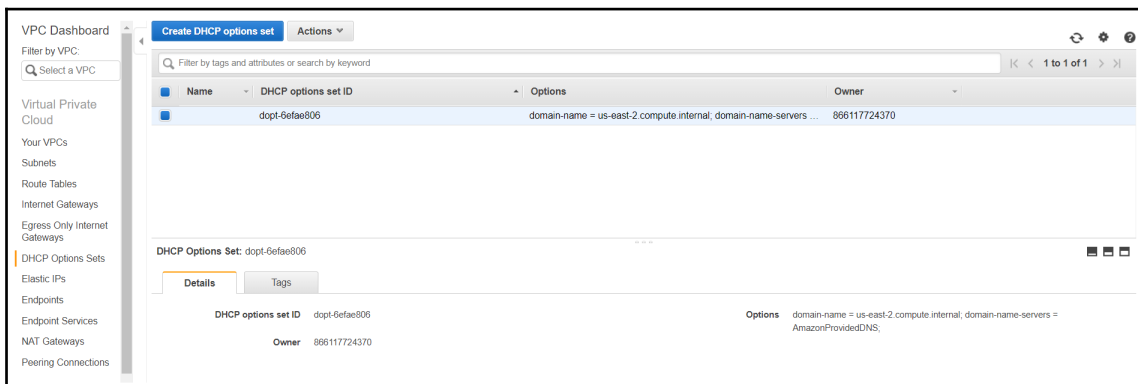 VPC Dashboard
Filter by VPC:
Select a VPC
Virtual Private
Cloud
Your VPCs
Subnets
Route Tables
Internet Gateways
Egress Only Internet
Gateways
DHCP Options Sets
Elastic IPs
Endpoints
Endpoint Services
NAT Gateways
Peering Connections
Create DHCP options set Actions
Filter by tags and attributes or search by keyword
1 to 1 of 1
Name DHCP options set ID Options Owner
dopt-6efae806 domain-name = us-east-2.compute.internal; domain-name-servers ... 866117724370
DHCP Options Set: dopt-6efae806
Details Tags
DHCP options set ID dopt-6efae806
Owner 866117724370
Options domain-name = us-east-2.compute.internal; domain-name-servers =
AmazonProvidedDNS;